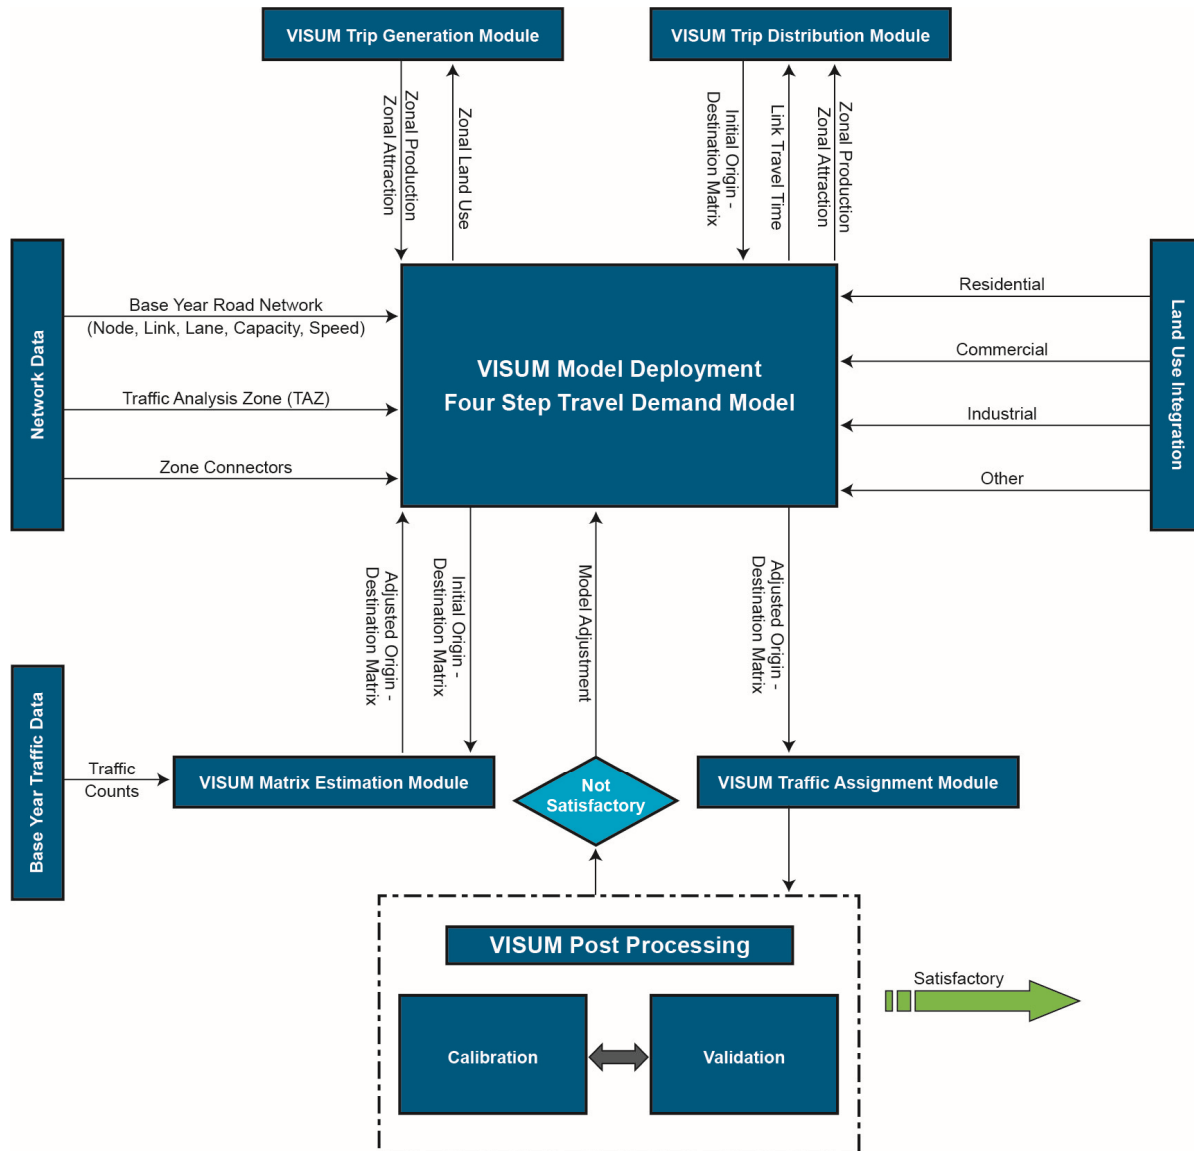 VISUM Trip Generation Module
VISUM Trip Distribution Module
Zonal Production
Zonal Attraction
Zonal Land Use
Initial Origin -
Destination Matrix
Link Travel Time
Zonal Production
Zonal Attraction
Network Data
Base Year Road Network
(Node, Link, Lane, Capacity, Speed)
Traffic Analysis Zone (TAZ)
Zone Connectors
VISUM Model Deployment
Four Step Travel Demand Model
Residential
Commercial
Industrial
Other
Land Use Integration
Adjusted Origin -
Destination Matrix
Initial Origin -
Destination Matrix
Model Adjustment
Adjusted Origin -
Destination Matrix
Base Year Traffic Data
Traffic
Counts
VISUM Matrix Estimation Module
Not
Satisfactory
VISUM Traffic Assignment Module
VISUM Post Processing
Calibration
Validation
Satisfactory